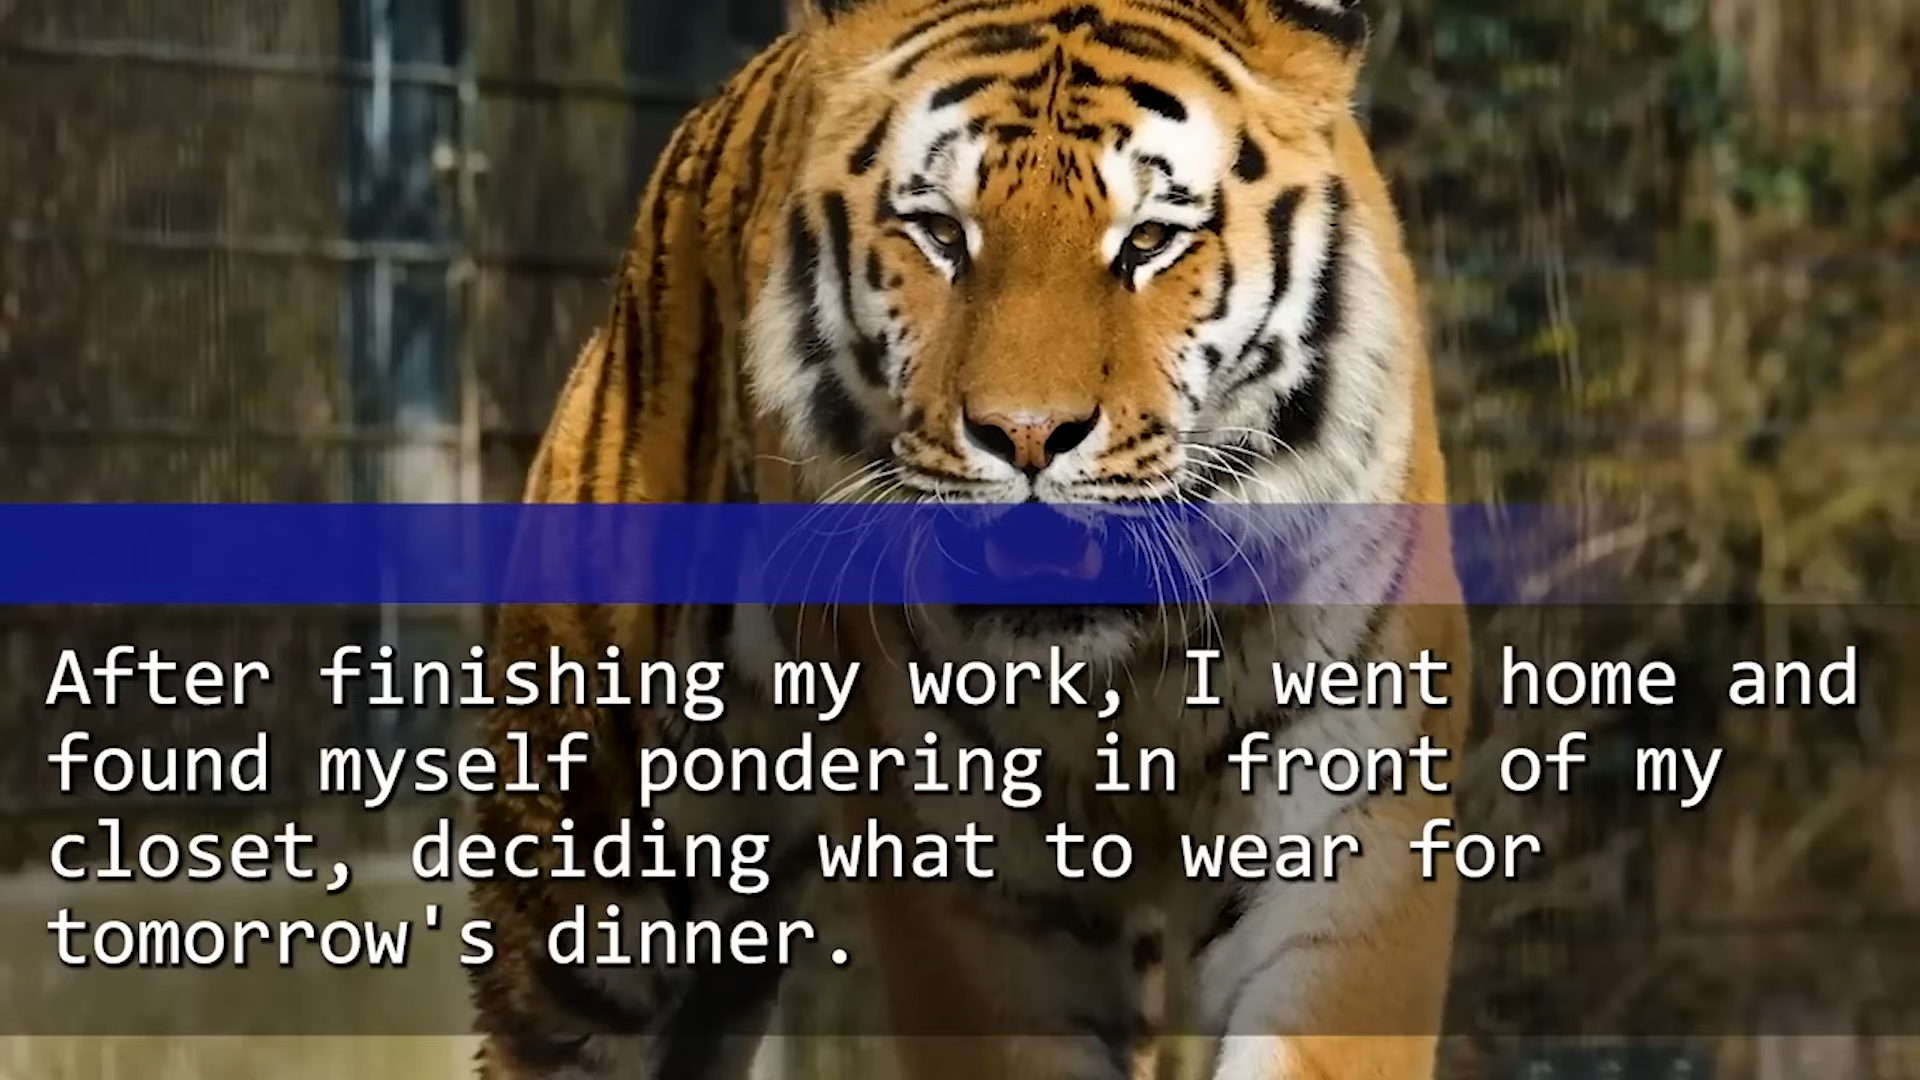 After finishing my work, I went home and
found myself pondering in front of my
closet, deciding what to wear for
tomorrow's dinner.